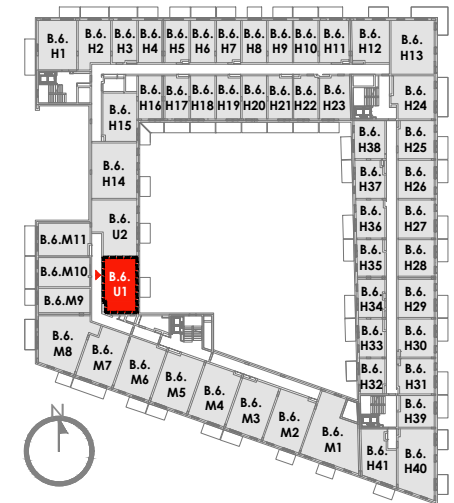 B.6.
H1
B.6.
H2
B.6.
H3
B.6.
H4
B.6.
H5
B.6.
H6
B.6.
H7
B.6.
H8
B.6.
H9
B.6.
H10
B.6.
H11
B.6.
H12
B.6.
H13
B.6.
H16
B.6.
H17
B.6.
H18
B.6.
H19
B.6.
H20
B.6.
H21
B.6.
H22
B.6.
H23
B.6.
H24
B.6.
H15
B.6.
H38
B.6.
H25
B.6.
H14
B.6.
H37
B.6.
H26
B.6.
U2
B.6.
H36
B.6.
H27
B.6.M11
B.6.
H35
B.6.
H28
B.6.M10
B.6.
U1
B.6.
H34
B.6.
H29
B.6.M9
B.6.
H33
B.6.
H30
B.6.
M8
B.6.
M7
B.6.
M6
B.6.
M5
B.6.
M4
B.6.
M3
B.6.
M2
B.6.
M1
B.6.
H32
B.6.
H31
B.6.
H39
B.6.
H41
B.6.
H40
N